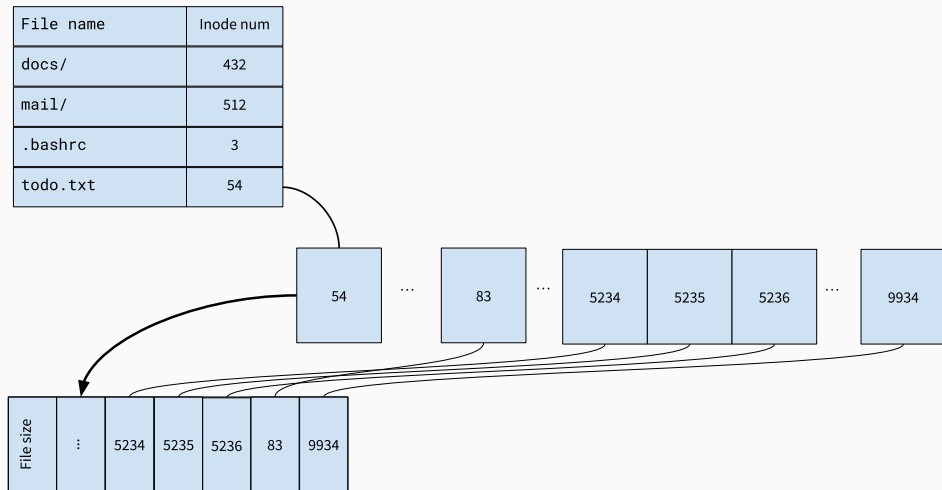 File name Inode num
docs/ 432
mail/ 512
.bashrc 3
todo.txt 54
54 ... 83 ... 5234 5235 5236 ... 9934
File size ... 5234 5235 5236 83 9934